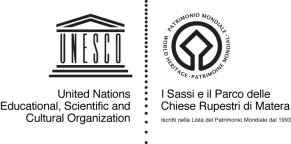 UNESCO
United Nations
Educational, Scientific and
Cultural Organization
PATRIMONIO MONDIALE • WORLD HERITAGE • PATRIMOINE MONDIAL •
I Sassi e il Parco delle
Chiese Rupestri di Matera
Iscritti nella Lista del Patrimonio Mondiale dal 1993